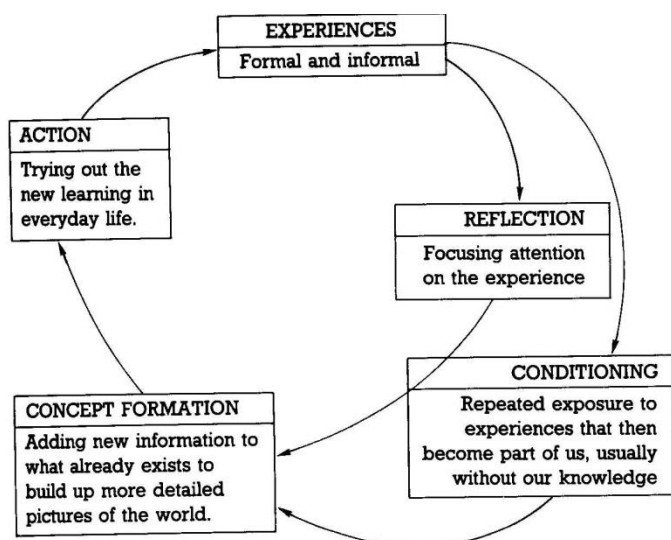 EXPERIENCES
Formal and informal
ACTION
Trying out the
new learning in
everyday life.
REFLECTION
Focusing attention
on the experience
CONDITIONING
Repeated exposure to
experiences that then
become part of us, usually
without our knowledge
CONCEPT FORMATION
Adding new information to
what already exists to
build up more detailed
pictures of the world.